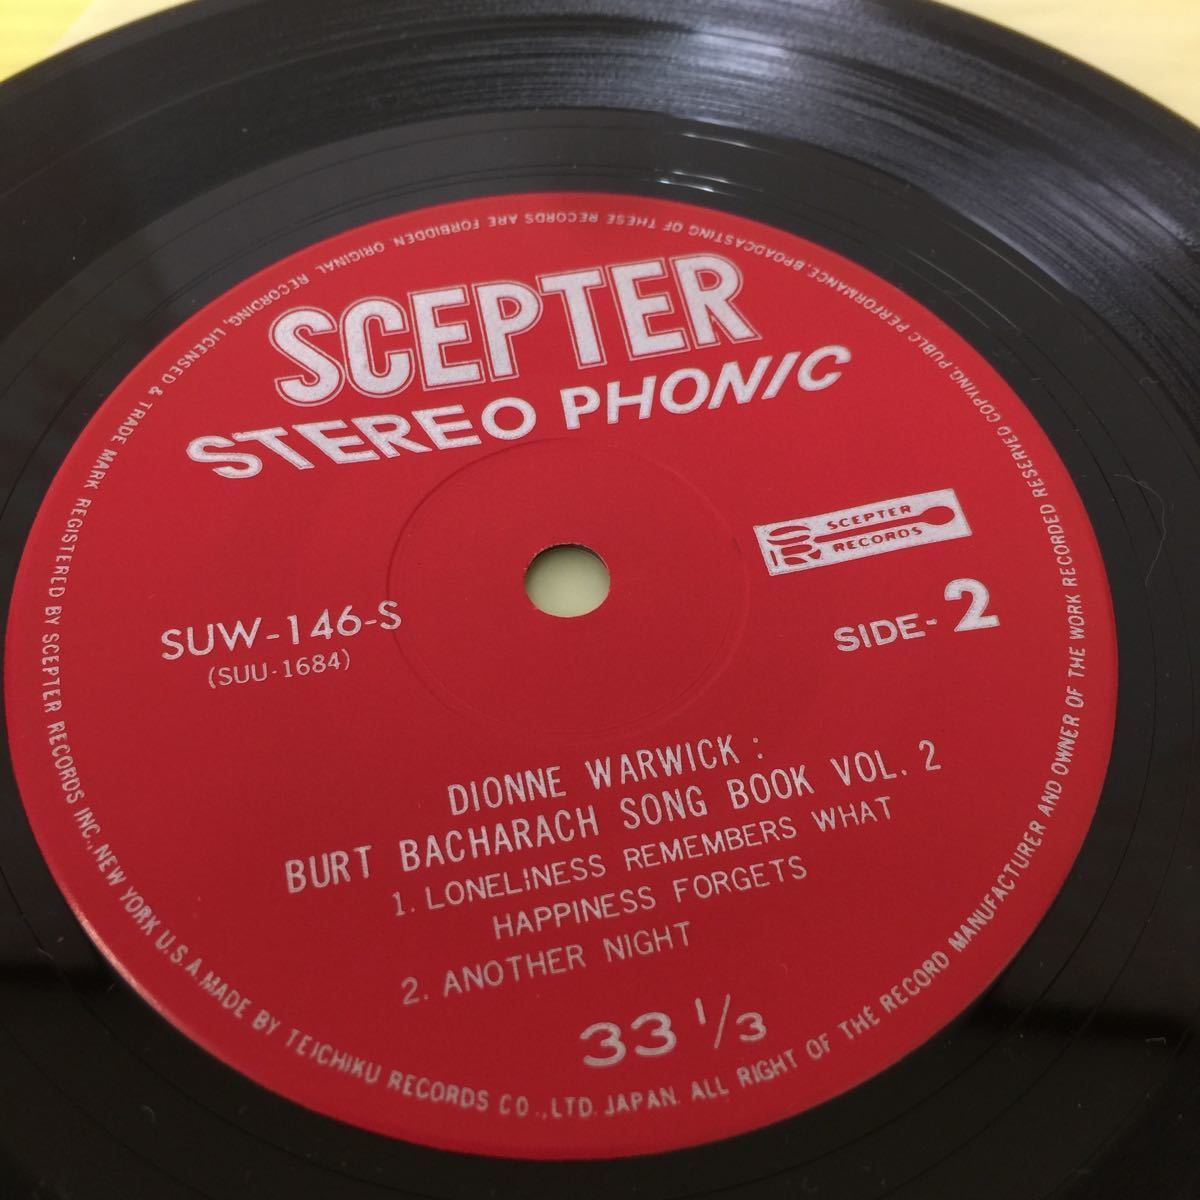 SCEPTER
STEREO PHONIC
SCEPTER
RECORDS
SR
SUW-146-S
(SUU-1684)
SIDE-2
DIONNE WARWICK :
BURT BACHARACH SONG BOOK VOL. 2
1. LONELINESS REMEMBERS WHAT
HAPPINESS FORGETS
2. ANOTHER NIGHT
33 1/3
ORIGINAL RECORDING, LICENSED & TRADE MARK REGISTERED BY SCEPTER RECORDS INC., NEW YORK U.S.A. MADE BY TEICHIKU RECORDS CO., LTD. JAPAN. ALL RIGHT OF THE RECORD MANUFACTURER AND OWNER OF THE WORK RECORDED RESERVED COPYING, PUBLIC PERFORMANCE, BROADCASTING OF THESE RECORDS ARE FORBIDDEN.